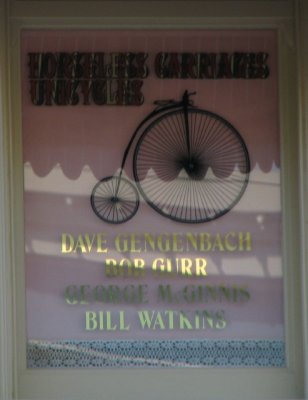 HORSELESS CARRIAGES
UNICYCLES
DAVE GENGENBACH
BOB GURR
GEORGE McGINNIS
BILL WATKINS